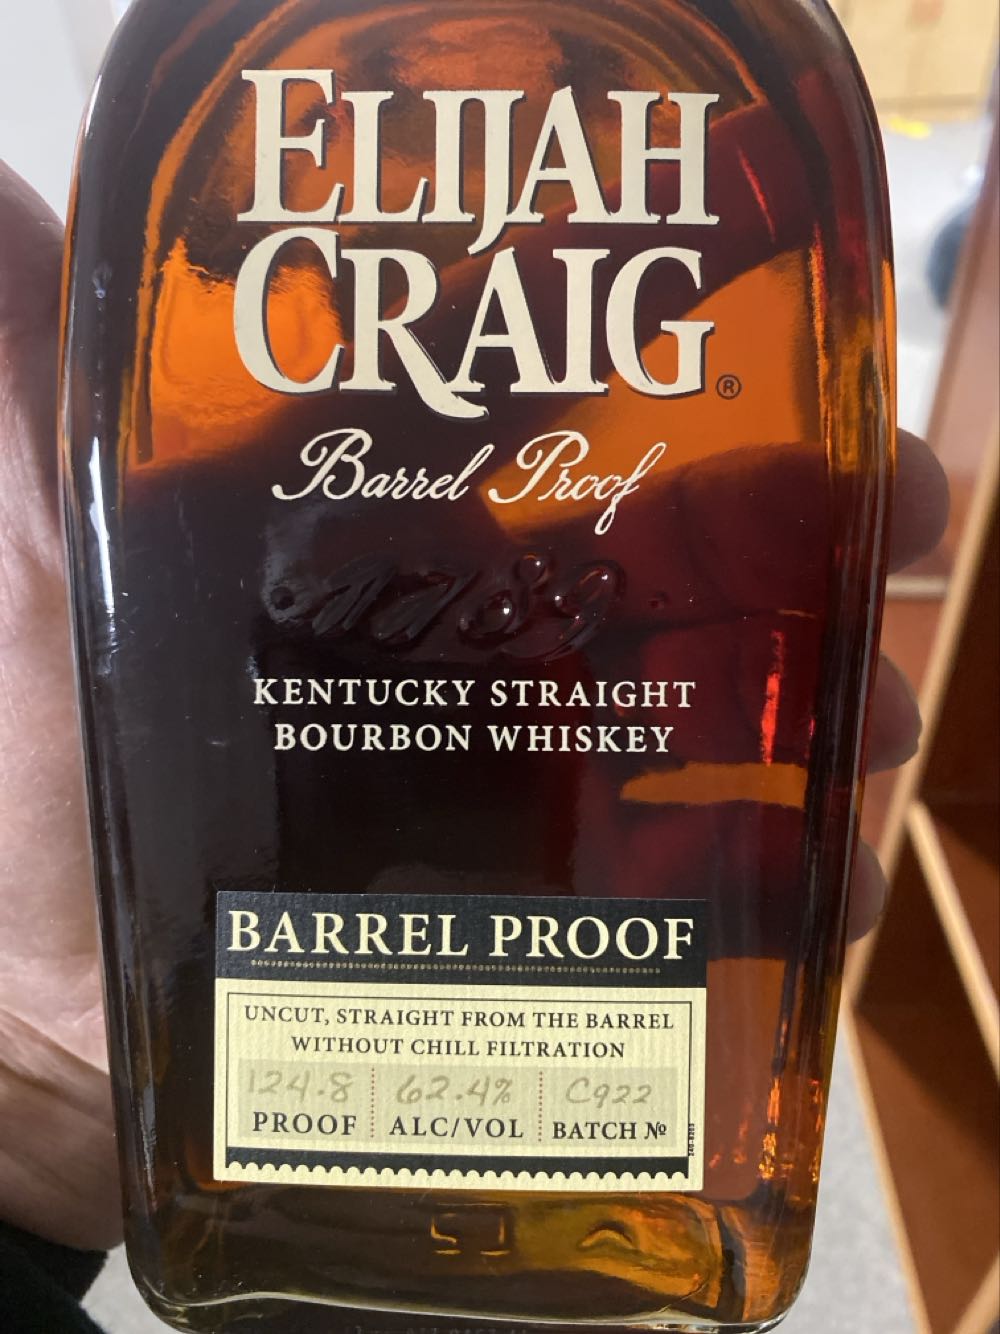 ELIJAH
CRAIG®
Barrel Proof
1789
KENTUCKY STRAIGHT
BOURBON WHISKEY
BARREL PROOF
UNCUT, STRAIGHT FROM THE BARREL
WITHOUT CHILL FILTRATION
124.8 62.4% C922
PROOF ALC/VOL BATCH №